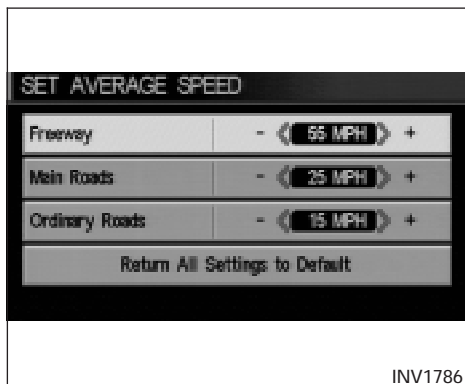 SET AVERAGE SPEED
Freeway - 55 MPH +
Main Roads - 25 MPH +
Ordinary Roads - 15 MPH +
Return All Settings to Default
INV1786